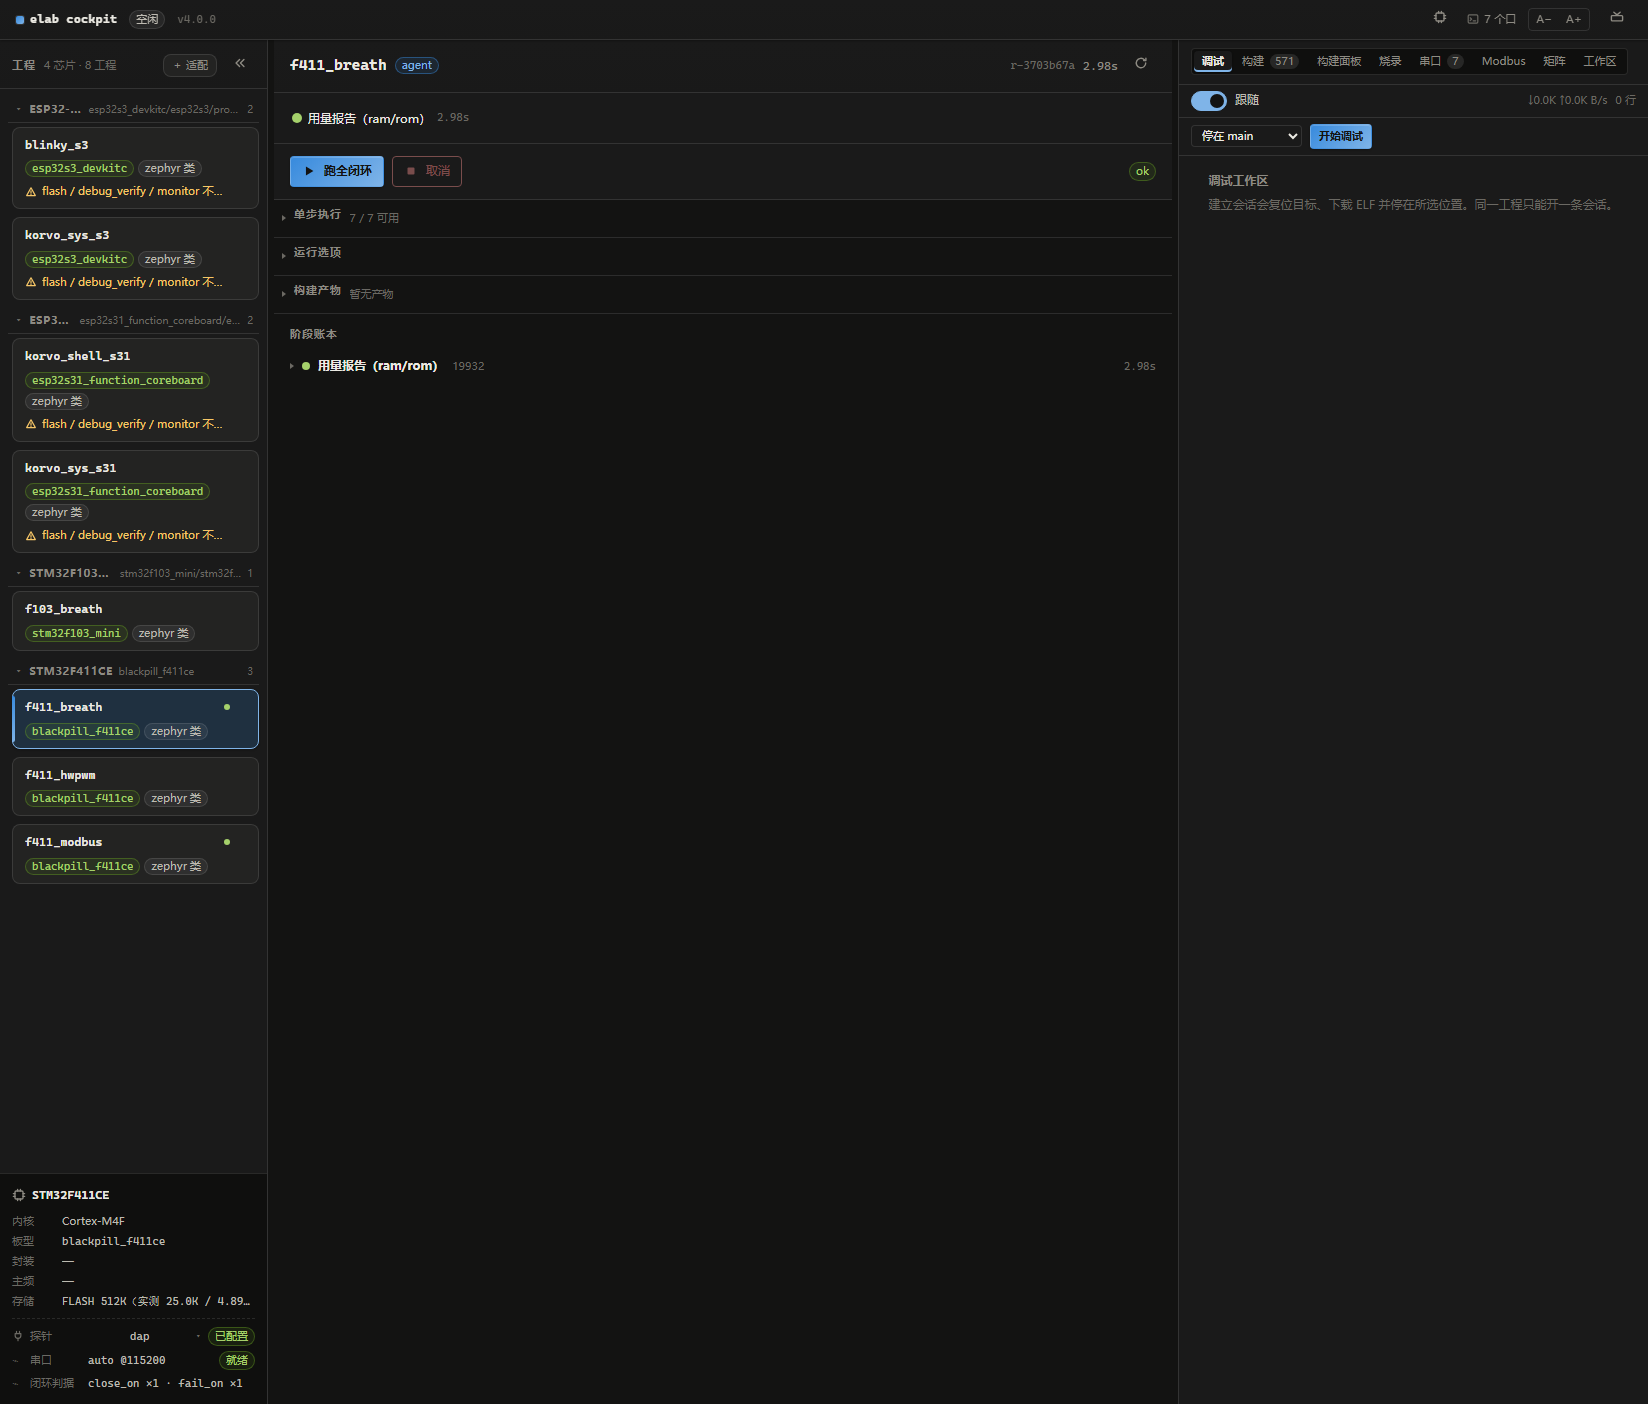 elab cockpit 空闲 v4.0.0 7 个口 A− A+
工程 4 芯片 · 8 工程 + 适配
ESP32-... esp32s3_devkitc/esp32s3/pro... 2
blinky_s3
esp32s3_devkitc zephyr 类
flash / debug_verify / monitor 不...
korvo_sys_s3
esp32s3_devkitc zephyr 类
flash / debug_verify / monitor 不...
ESP3... esp32s31_function_coreboard/e... 2
korvo_shell_s31
esp32s31_function_coreboard
zephyr 类
flash / debug_verify / monitor 不...
korvo_sys_s31
esp32s31_function_coreboard
zephyr 类
flash / debug_verify / monitor 不...
STM32F103... stm32f103_mini/stm32f... 1
f103_breath
stm32f103_mini zephyr 类
STM32F411CE blackpill_f411ce 3
f411_breath
blackpill_f411ce zephyr 类
f411_hwpwm
blackpill_f411ce zephyr 类
f411_modbus
blackpill_f411ce zephyr 类
STM32F411CE
内核 Cortex-M4F
板型 blackpill_f411ce
封装 —
主频 —
存储 FLASH 512K（实测 25.0K / 4.89...
探针 dap 已配置
串口 auto @115200 就绪
闭环判据 close_on ×1 · fail_on ×1
f411_breath agent r-3703b67a 2.98s
用量报告（ram/rom） 2.98s
跑全闭环 取消 ok
单步执行 7 / 7 可用
运行选项
构建产物 暂无产物
阶段账本
用量报告（ram/rom） 19932 2.98s
调试 构建 571 构建面板 烧录 串口 7 Modbus 矩阵 工作区
跟随 ↓0.0K ↑0.0K B/s 0 行
停在 main 开始调试
调试工作区
建立会话会复位目标、下载 ELF 并停在所选位置。同一工程只能开一条会话。